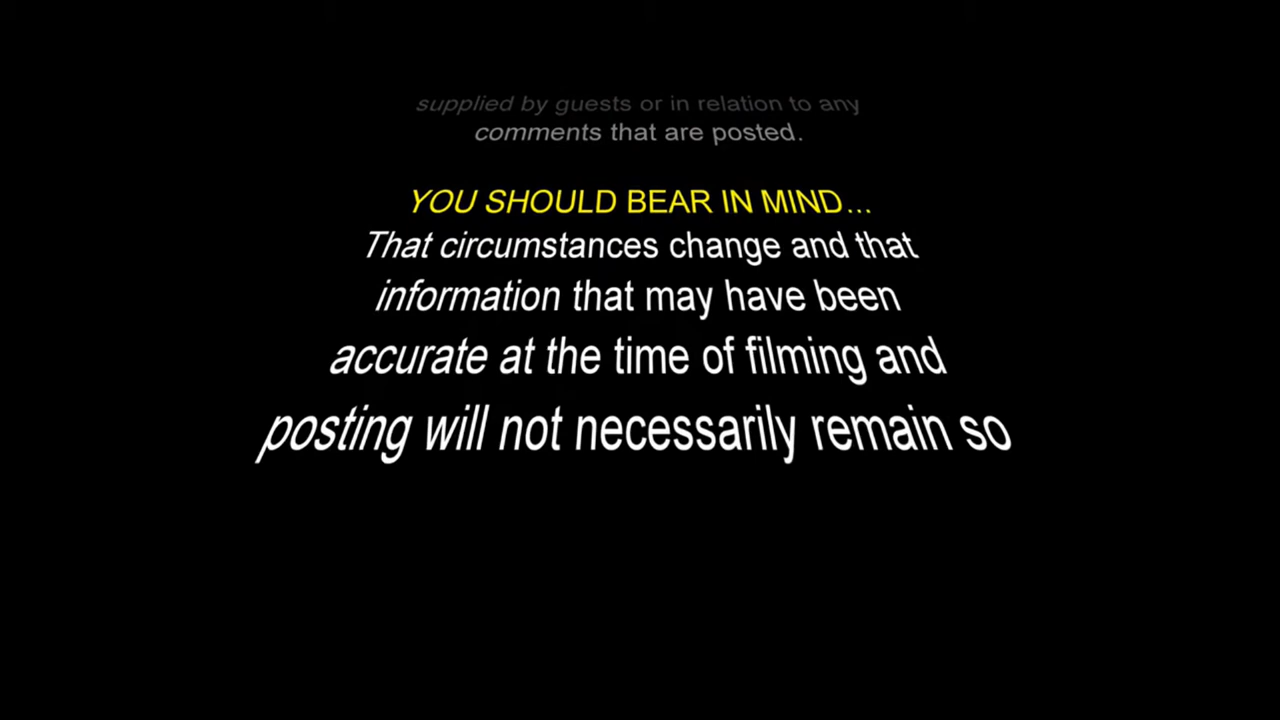 supplied by guests or in relation to any
comments that are posted.
YOU SHOULD BEAR IN MIND...
That circumstances change and that
information that may have been
accurate at the time of filming and
posting will not necessarily remain so